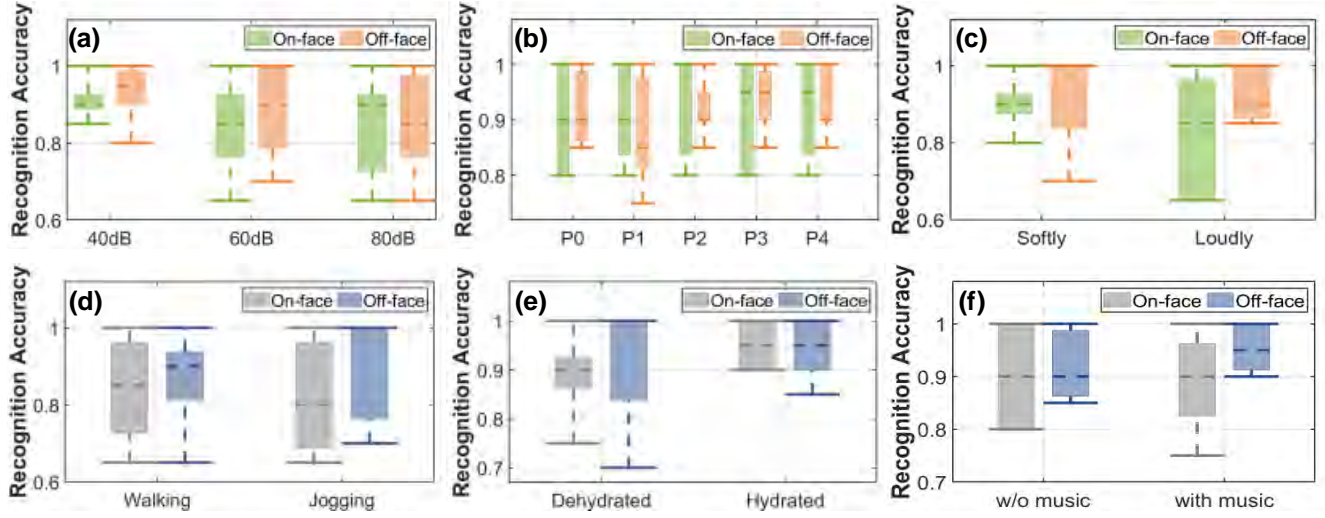 (a)
On-face Off-face
Recognition Accuracy
1
0.8
0.6
40dB 60dB 80dB
(b)
On-face Off-face
Recognition Accuracy
1
0.9
0.8
P0 P1 P2 P3 P4
(c)
On-face Off-face
Recognition Accuracy
1
0.8
0.6
Softly Loudly
(d)
On-face Off-face
Recognition Accuracy
1
0.8
0.6
Walking Jogging
(e)
On-face Off-face
Recognition Accuracy
1
0.9
0.8
0.7
Dehydrated Hydrated
(f)
On-face Off-face
Recognition Accuracy
1
0.9
0.8
0.7
w/o music with music